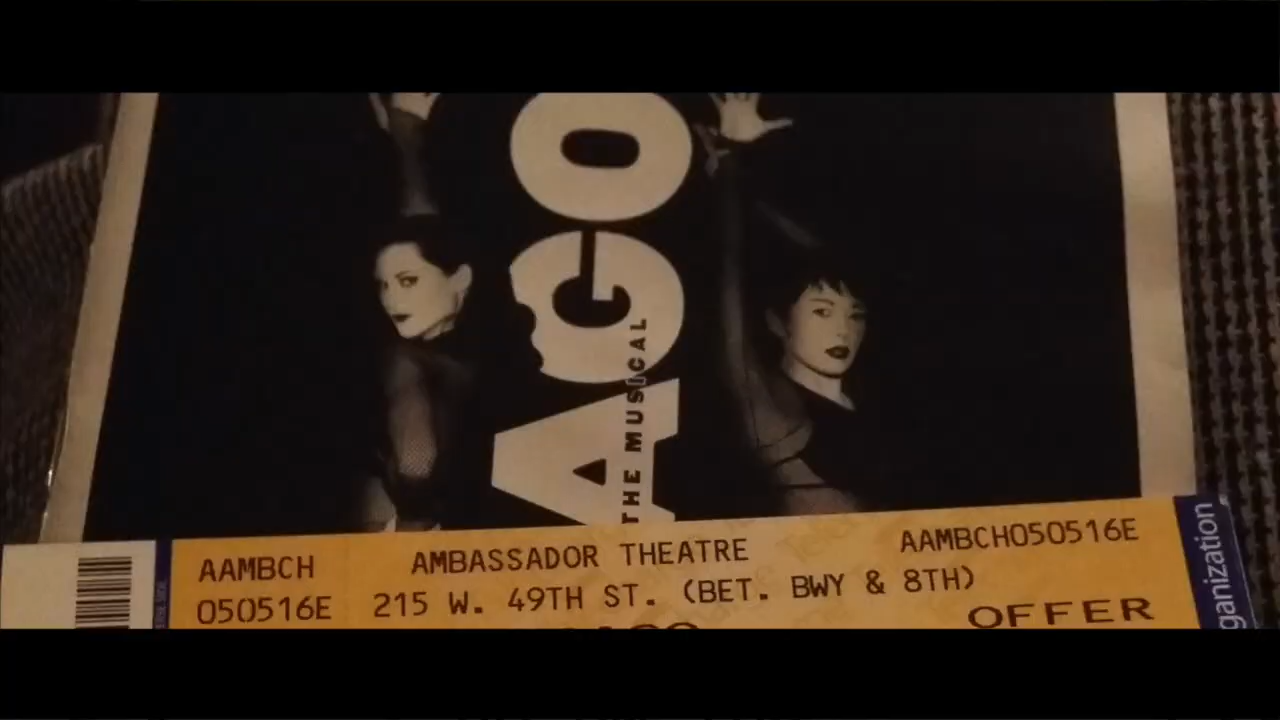 AGO
THE MUSICAL
AAMBCH
050516E
AMBASSADOR THEATRE
215 W. 49TH ST. (BET. BWY & 8TH)
AAMBCH050516E
OFFER
ganization